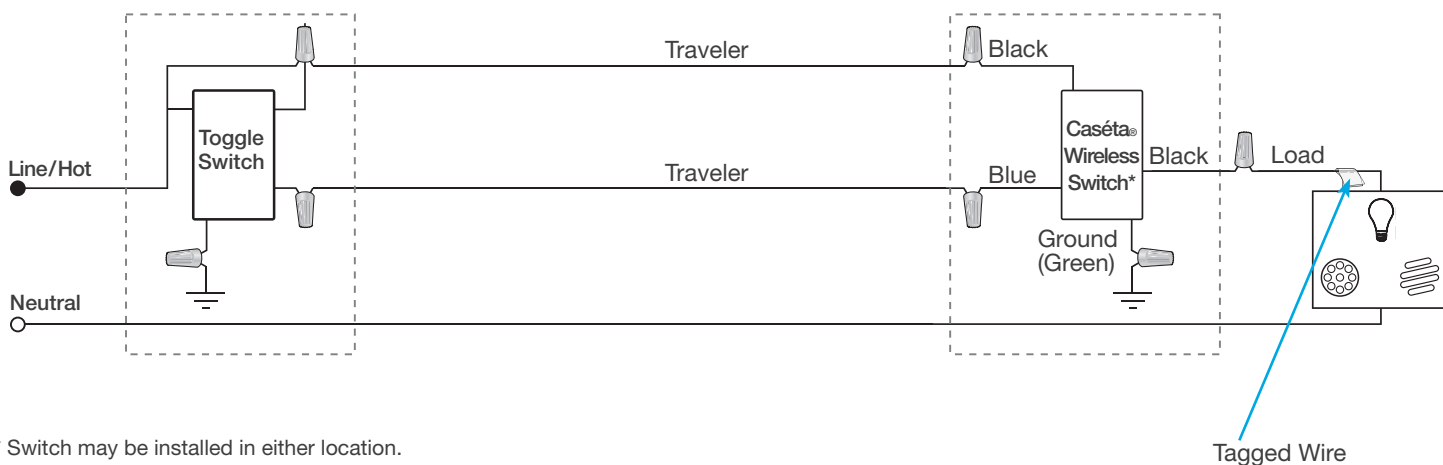 Traveler
Black
Toggle
Switch
Line/Hot
Caséta®
Wireless
Switch*
Black
Load
Traveler
Blue
Ground
(Green)
Neutral
* Switch may be installed in either location.
Tagged Wire